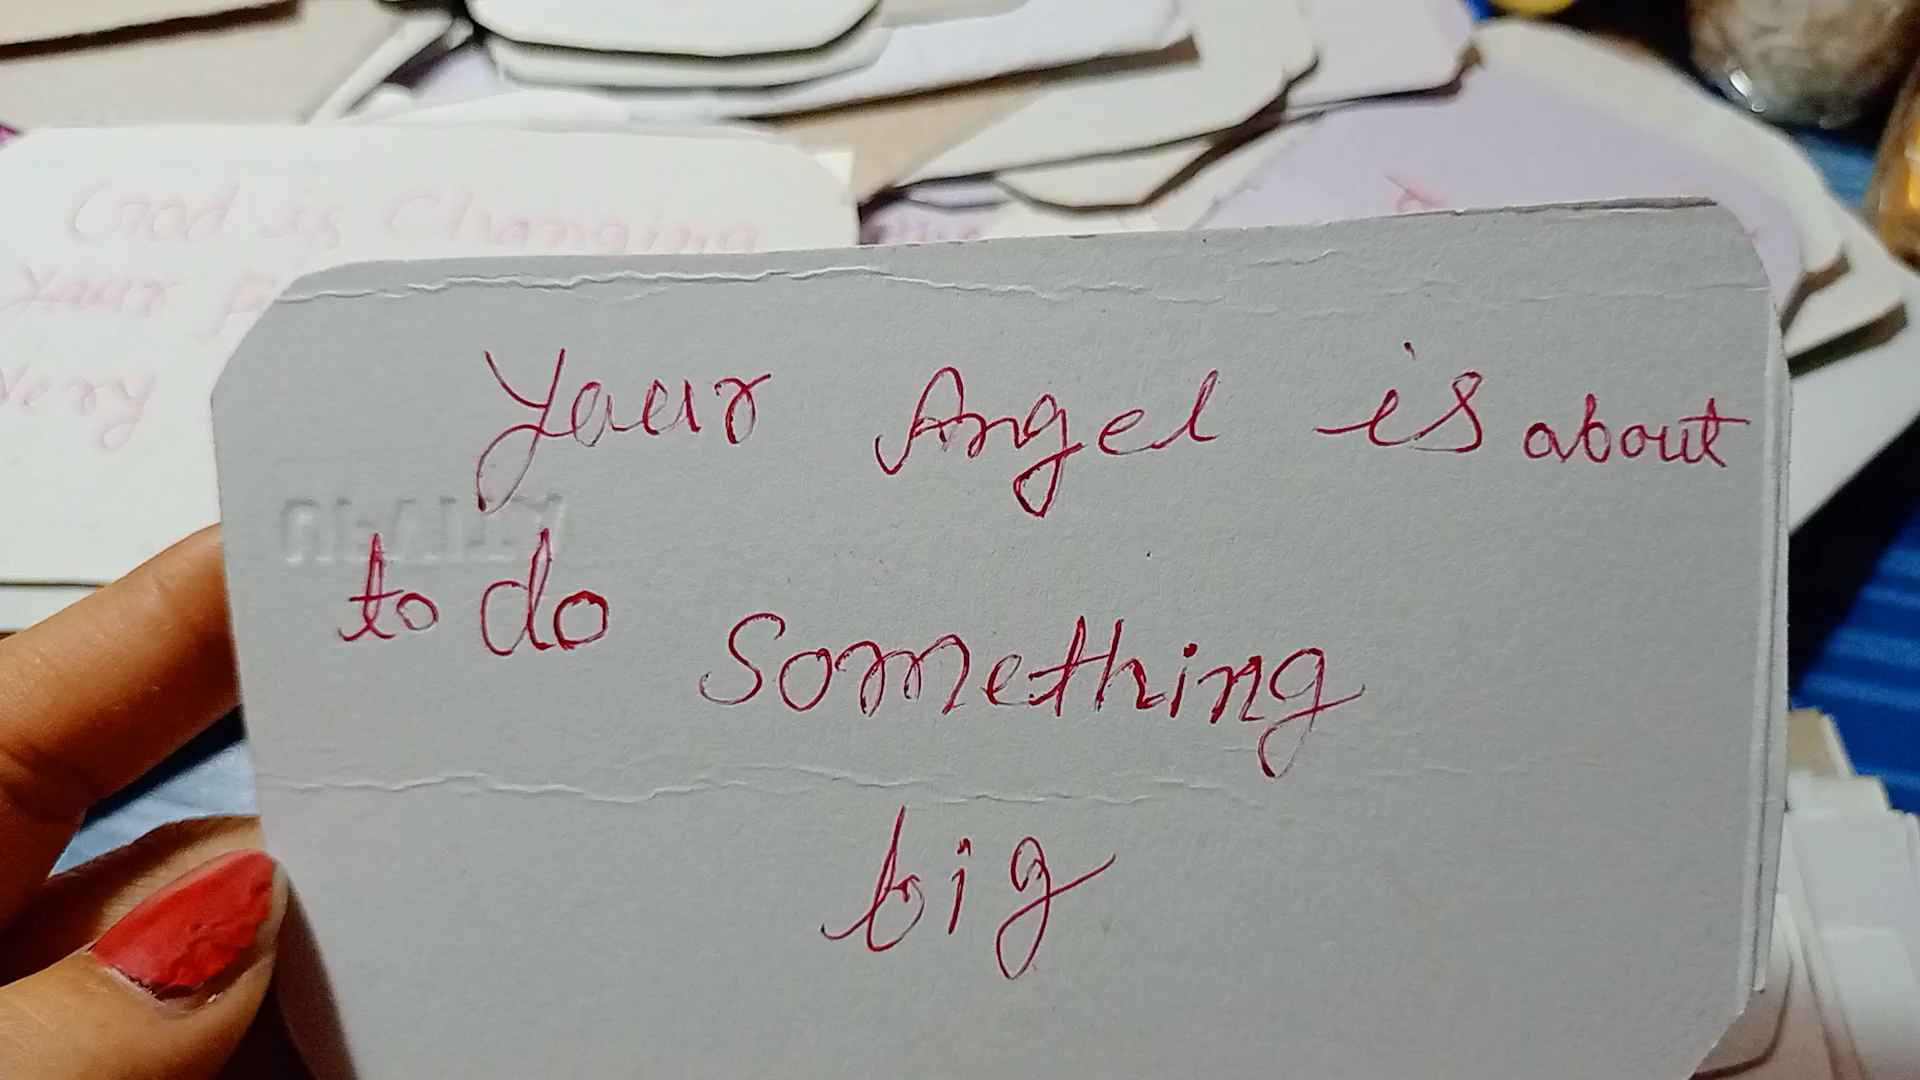 God is Changing
your
Very
Your Angel is about
to do
Something
big